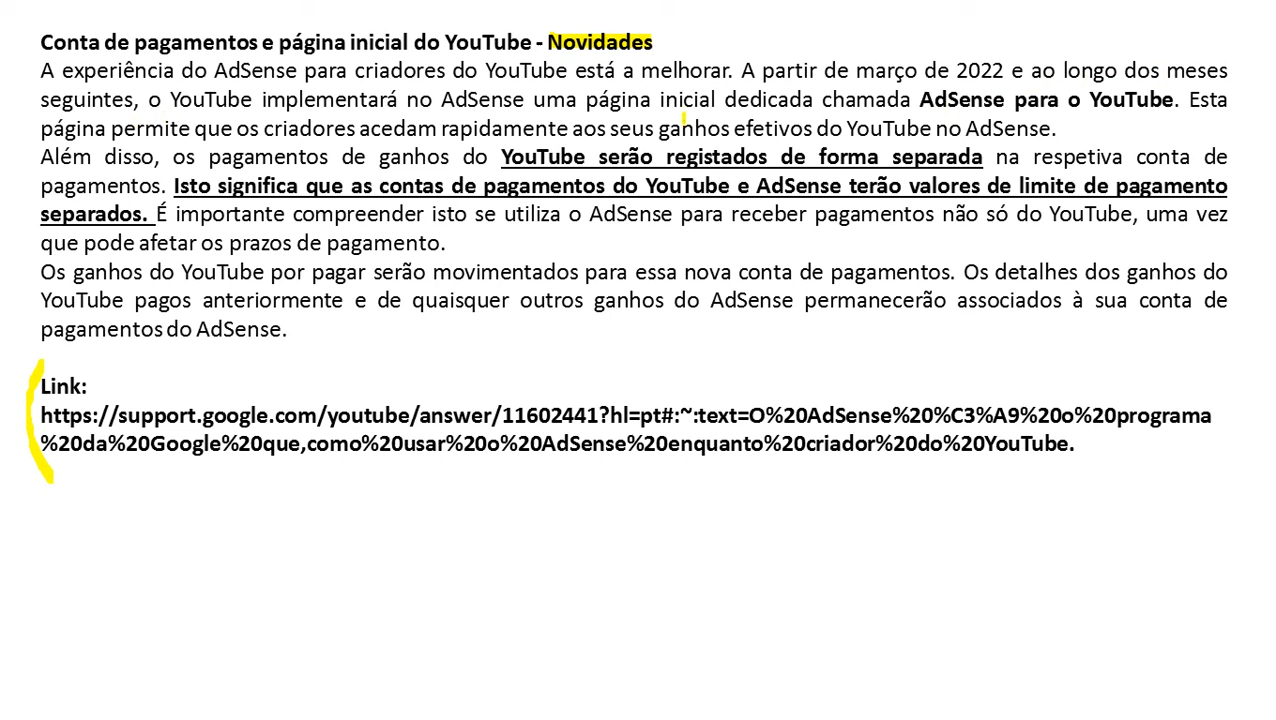 Conta de pagamentos e página inicial do YouTube - Novidades
A experiência do AdSense para criadores do YouTube está a melhorar. A partir de março de 2022 e ao longo dos meses
seguintes, o YouTube implementará no AdSense uma página inicial dedicada chamada AdSense para o YouTube. Esta
página permite que os criadores acedam rapidamente aos seus ganhos efetivos do YouTube no AdSense.
Além disso, os pagamentos de ganhos do YouTube serão registados de forma separada na respetiva conta de
pagamentos. Isto significa que as contas de pagamentos do YouTube e AdSense terão valores de limite de pagamento
separados. É importante compreender isto se utiliza o AdSense para receber pagamentos não só do YouTube, uma vez
que pode afetar os prazos de pagamento.
Os ganhos do YouTube por pagar serão movimentados para essa nova conta de pagamentos. Os detalhes dos ganhos do
YouTube pagos anteriormente e de quaisquer outros ganhos do AdSense permanecerão associados à sua conta de
pagamentos do AdSense.
Link:
https://support.google.com/youtube/answer/11602441?hl=pt#:~:text=O%20AdSense%20%C3%A9%20o%20programa
%20da%20Google%20que,como%20usar%20o%20AdSense%20enquanto%20criador%20do%20YouTube.